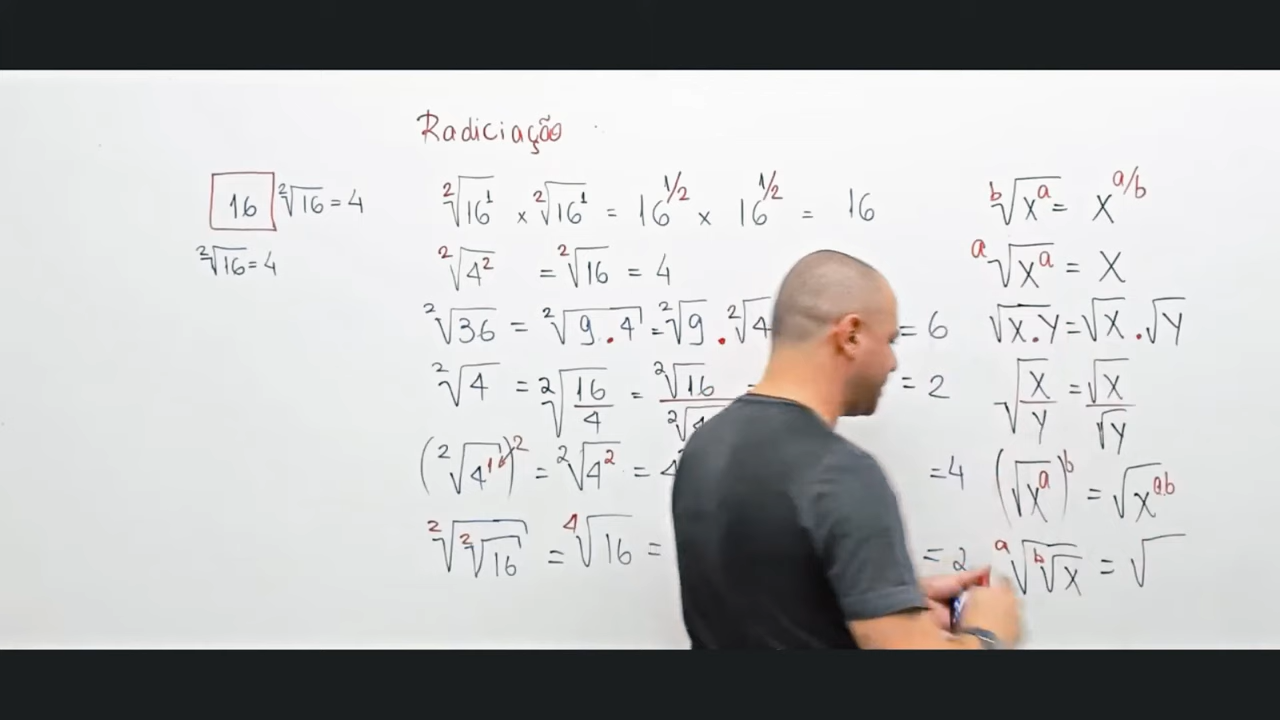 Radiciação
16 ²√16 = 4
²√16 = 4
²√16¹ × ²√16¹ = 16^1/2 × 16^1/2 = 16
²√4² = ²√16 = 4
²√36 = ²√9.4 = ²√9 . ²√4 = 6
²√4 = ²√(16/4) = ²√16/²√4 = 2
(²√4¹)² = ²√4² = 4 = 4
²√²√16 = ⁴√16 = = 2
ᵇ√xᵃ = x^a/b
ᵃ√xᵃ = X
√X.Y = √X . √Y
√(X/Y) = √X/√Y
(√xᵃ)ᵇ = √x^a.b
ᵃ√ᵇ√x = √